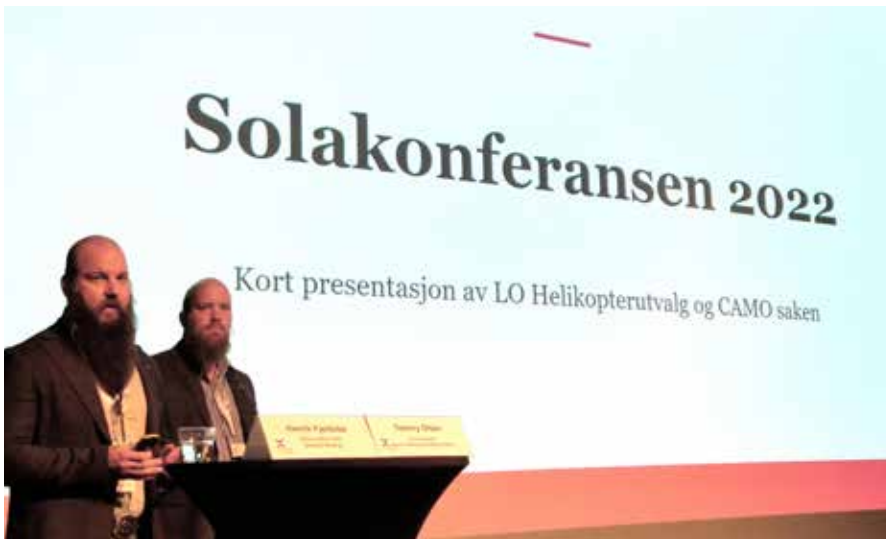 Solakonferansen 2022
Kort presentasjon av LO Helikopterutvalg og CAMO saken